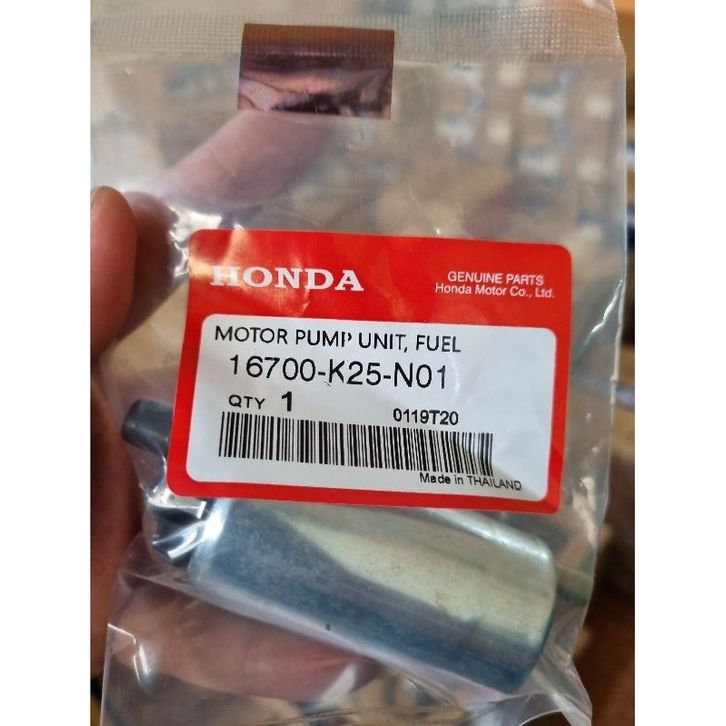 HONDA
GENUINE PARTS
Honda Motor Co., Ltd.
MOTOR PUMP UNIT, FUEL
16700-K25-N01
QTY 1
0119T20
Made in THAILAND